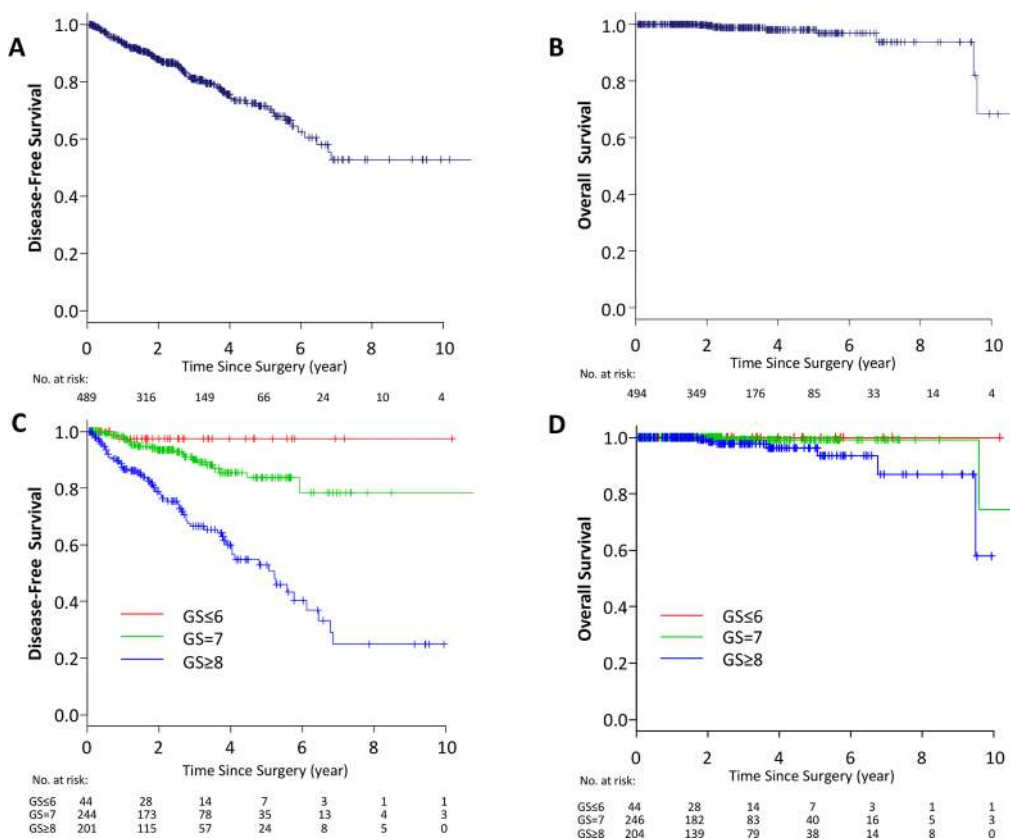 A
Disease-Free Survival
1.0
0.8
0.6
0.4
0.2
0.0
0 2 4 6 8 10
Time Since Surgery (year)
No. at risk:
489 316 149 66 24 10 4
B
Overall Survival
1.0
0.8
0.6
0.4
0.2
0.0
0 2 4 6 8 10
Time Since Surgery (year)
No. at risk:
494 349 176 85 33 14 4
C
Disease-Free Survival
1.0
0.8
0.6
0.4
0.2
0.0
GS≤6
GS=7
GS≥8
0 2 4 6 8 10
Time Since Surgery (year)
No. at risk:
GS≤6 44 28 14 7 3 1 1
GS=7 244 173 78 35 13 4 3
GS≥8 201 115 57 24 8 5 0
D
Overall Survival
1.0
0.8
0.6
0.4
0.2
0.0
GS≤6
GS=7
GS≥8
0 2 4 6 8 10
Time Since Surgery (year)
No. at risk:
GS≤6 44 28 14 7 3 1 1
GS=7 246 182 83 40 16 5 3
GS≥8 204 139 79 38 14 8 0